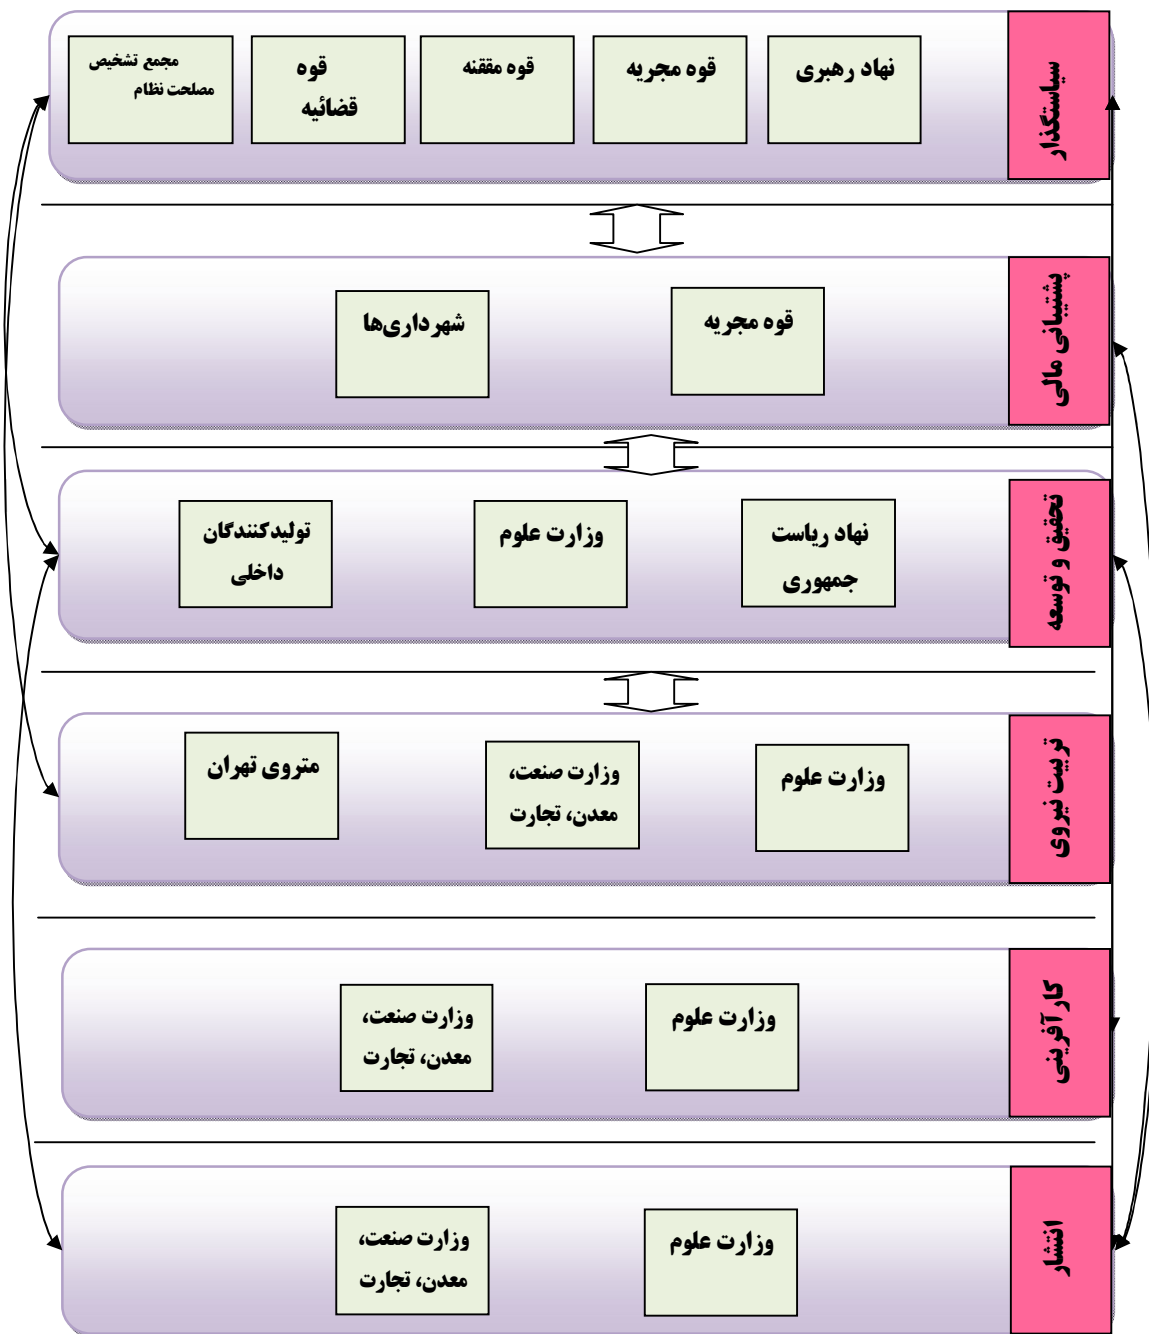 سیاستگذار
نهاد رهبری
قوه مجریه
قوه مقننه
قوه
قضائیه
مجمع تشخیص
مصلحت نظام
پشتیبانی مالی
قوه مجریه
شهرداری‌ها
تحقیق و توسعه
نهاد ریاست
جمهوری
وزارت علوم
تولیدکنندگان
داخلی
تربیت نیروی
وزارت علوم
وزارت صنعت،
معدن، تجارت
متروی تهران
کارآفرینی
وزارت علوم
وزارت صنعت،
معدن، تجارت
انتشار
وزارت علوم
وزارت صنعت،
معدن، تجارت